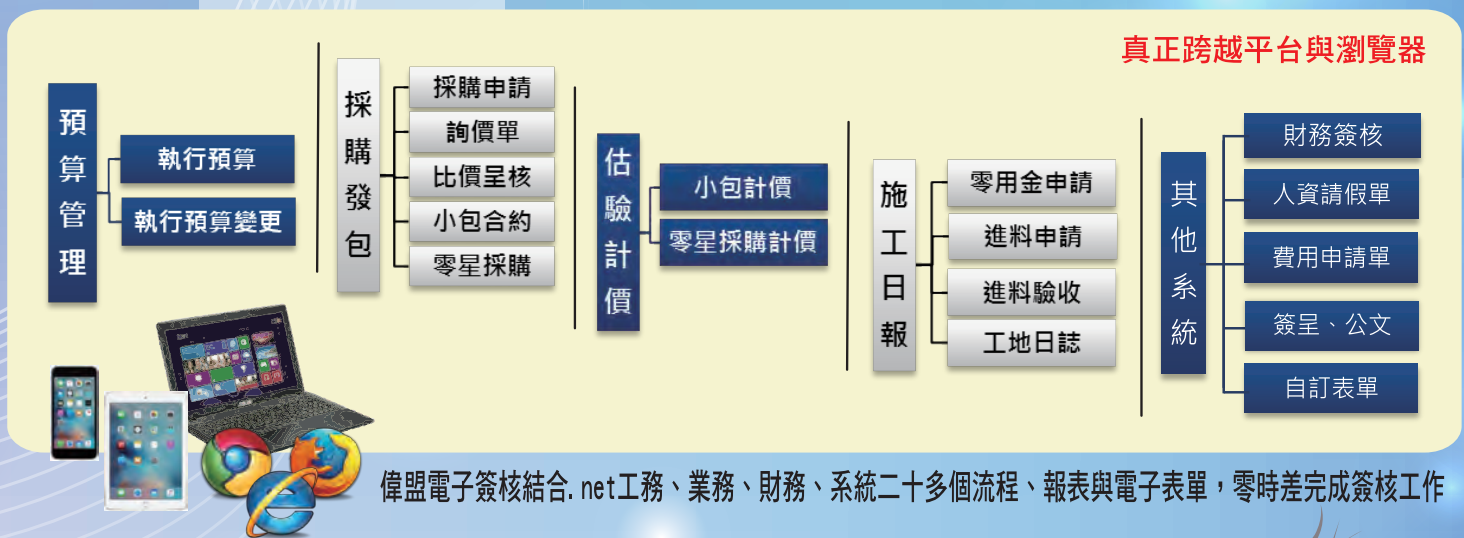 真正跨越平台與瀏覽器
預算管理
執行預算
執行預算變更
採購發包
採購申請
詢價單
比價呈核
小包合約
零星採購
估驗計價
小包計價
零星採購計價
施工日報
零用金申請
進料申請
進料驗收
工地日誌
其他系統
財務簽核
人資請假單
費用申請單
簽呈、公文
自訂表單
偉盟電子簽核結合.net工務、業務、財務、系統二十多個流程、報表與電子表單，零時差完成簽核工作